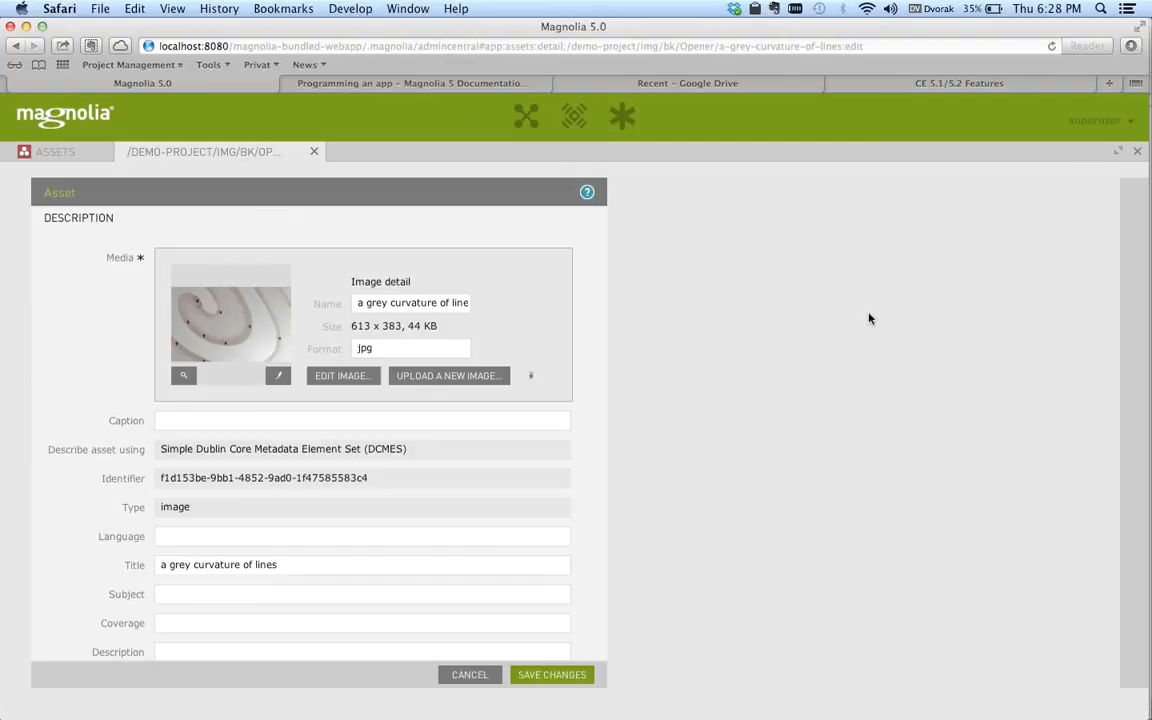 Safari File Edit View History Bookmarks Develop Window Help Dvorak 35% Thu 6:28 PM
Magnolia 5.0
localhost:8080/magnolia-bundled-webapp/.magnolia/admincentral#app:assets:detail;/demo-project/img/bk/Opener/a-grey-curvature-of-lines:edit Reader
Project Management Tools Privat News
Magnolia 5.0 Programming an app - Magnolia 5 Documentatio... Recent - Google Drive CE 5.1/5.2 Features
magnolia superuser
ASSETS /DEMO-PROJECT/IMG/BK/OP...
Asset ?
DESCRIPTION
Media *
Image detail
Name a grey curvature of line
Size 613 x 383, 44 KB
Format jpg
EDIT IMAGE... UPLOAD A NEW IMAGE...
Caption
Describe asset using Simple Dublin Core Metadata Element Set (DCMES)
Identifier f1d153be-9bb1-4852-9ad0-1f47585583c4
Type image
Language
Title a grey curvature of lines
Subject
Coverage
Description
CANCEL SAVE CHANGES